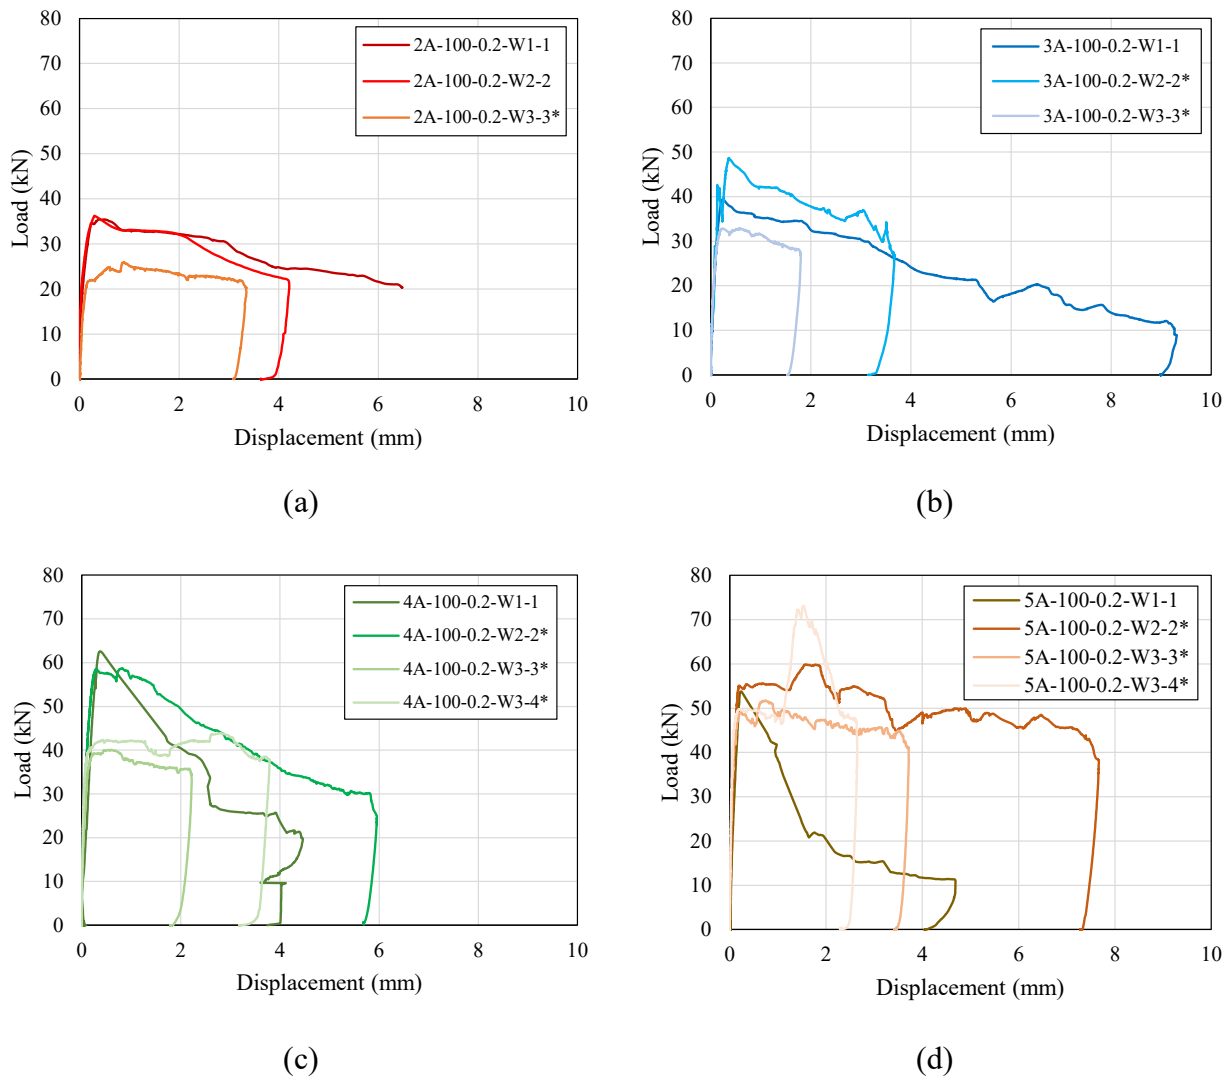 80
70
60
50
40
30
20
10
0
Load (kN)
2A-100-0.2-W1-1
2A-100-0.2-W2-2
2A-100-0.2-W3-3*
0 2 4 6 8 10
Displacement (mm)
(a)
80
70
60
50
40
30
20
10
0
Load (kN)
3A-100-0.2-W1-1
3A-100-0.2-W2-2*
3A-100-0.2-W3-3*
0 2 4 6 8 10
Displacement (mm)
(b)
80
70
60
50
40
30
20
10
0
Load (kN)
4A-100-0.2-W1-1
4A-100-0.2-W2-2*
4A-100-0.2-W3-3*
4A-100-0.2-W3-4*
0 2 4 6 8 10
Displacement (mm)
(c)
80
70
60
50
40
30
20
10
0
Load (kN)
5A-100-0.2-W1-1
5A-100-0.2-W2-2*
5A-100-0.2-W3-3*
5A-100-0.2-W3-4*
0 2 4 6 8 10
Displacement (mm)
(d)